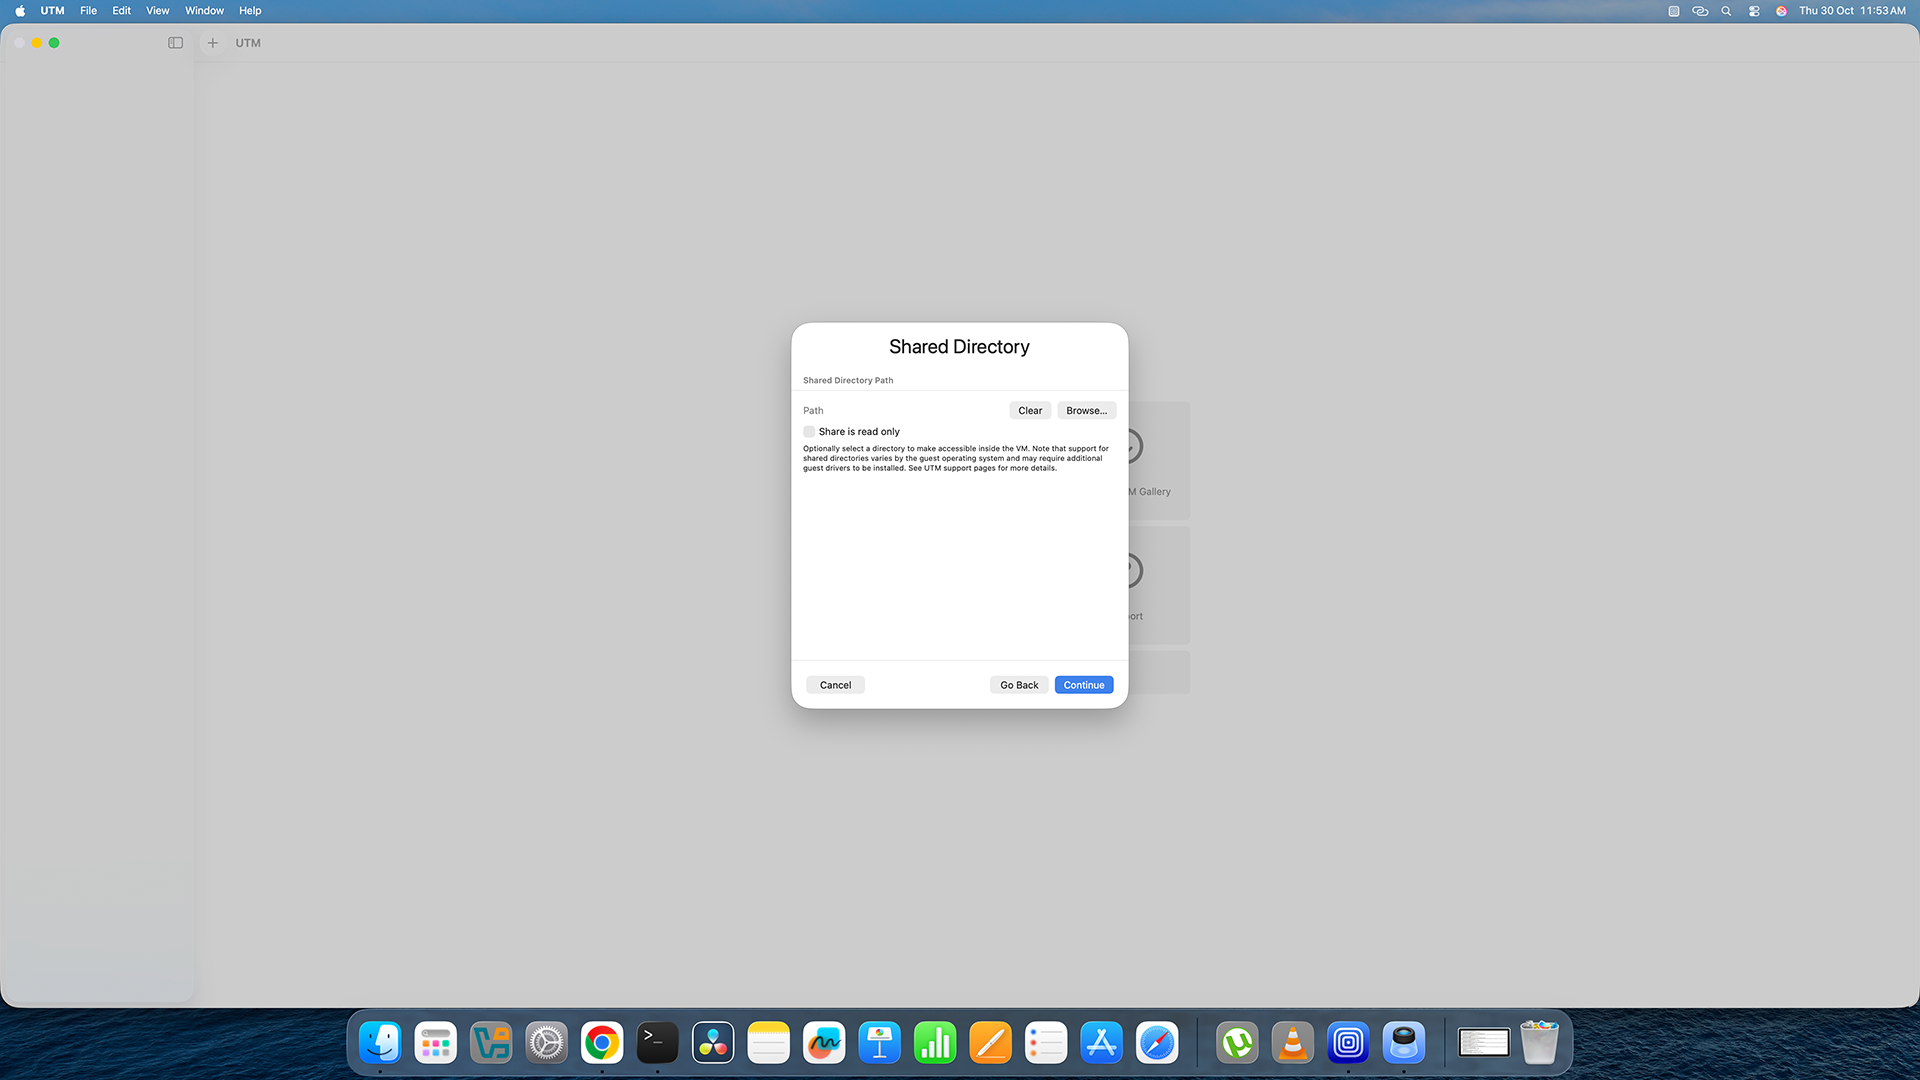 UTM File Edit View Window Help
Thu 30 Oct 11:53 AM
UTM
Shared Directory
Shared Directory Path
Path
Clear
Browse...
Share is read only
Optionally select a directory to make accessible inside the VM. Note that support for
shared directories varies by the guest operating system and may require additional
guest drivers to be installed. See UTM support pages for more details.
M Gallery
ort
Cancel
Go Back
Continue